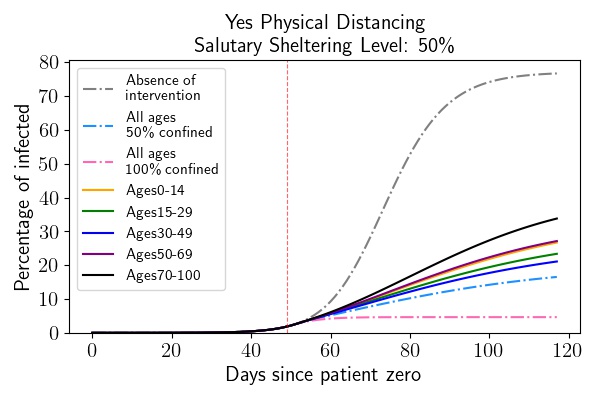 Yes Physical Distancing
Salutary Sheltering Level: 50%
Percentage of infected
80
70
60
50
40
30
20
10
0
Absence of
intervention
All ages
50% confined
All ages
100% confined
Ages0-14
Ages15-29
Ages30-49
Ages50-69
Ages70-100
0 20 40 60 80 100 120
Days since patient zero